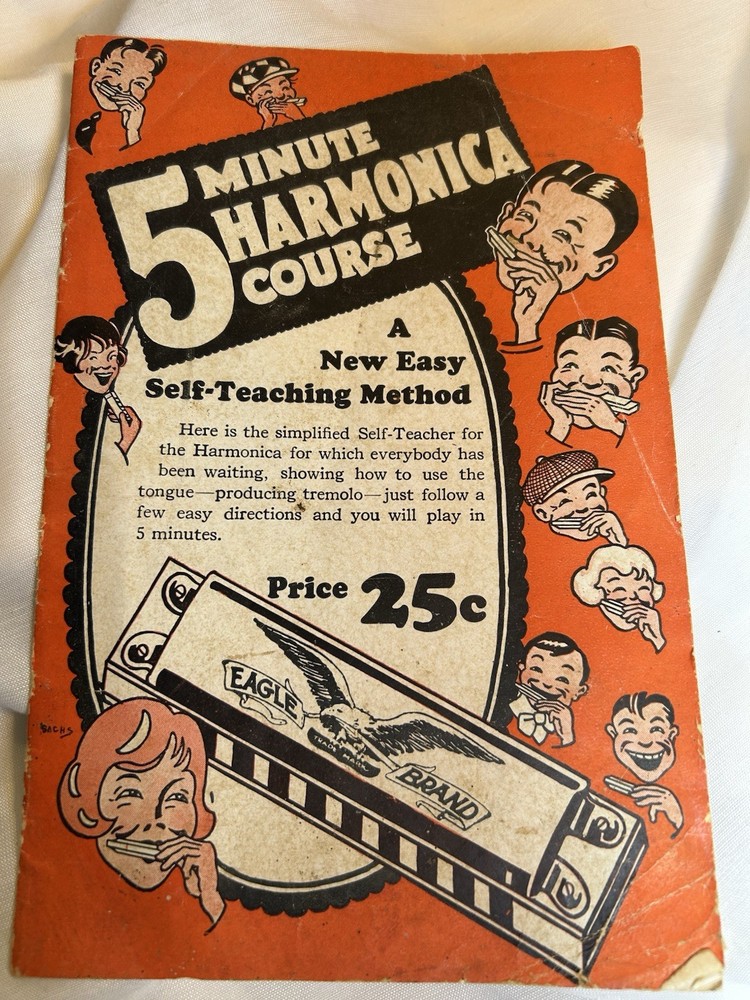 5 MINUTE
HARMONICA
COURSE
A
New Easy
Self-Teaching Method
Here is the simplified Self-Teacher for
the Harmonica for which everybody has
been waiting, showing how to use the
tongue—producing tremolo—just follow a
few easy directions and you will play in
5 minutes.
Price 25c
EAGLE
TRADE MARK
BRAND
SACHS